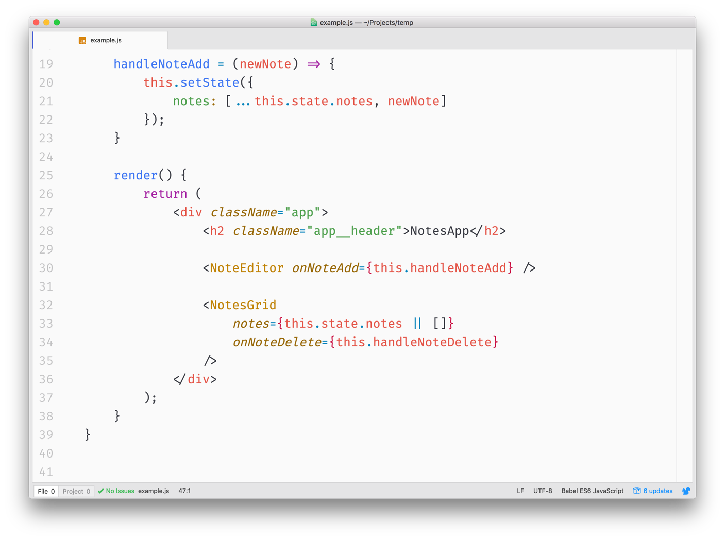 example.js — ~/Projects/temp
example.js
19 handleNoteAdd = (newNote) => {
20 this.setState({
21 notes: [...this.state.notes, newNote]
22 });
23 }
24
25 render() {
26 return (
27 <div className="app">
28 <h2 className="app__header">NotesApp</h2>
29
30 <NoteEditor onNoteAdd={this.handleNoteAdd} />
31
32 <NotesGrid
33 notes={this.state.notes || []}
34 onNoteDelete={this.handleNoteDelete}
35 />
36 </div>
37 );
38 }
39 }
40
41
File 0 Project 0 ✓ No Issues example.js 47:1 LF UTF-8 Babel ES6 JavaScript 8 updates